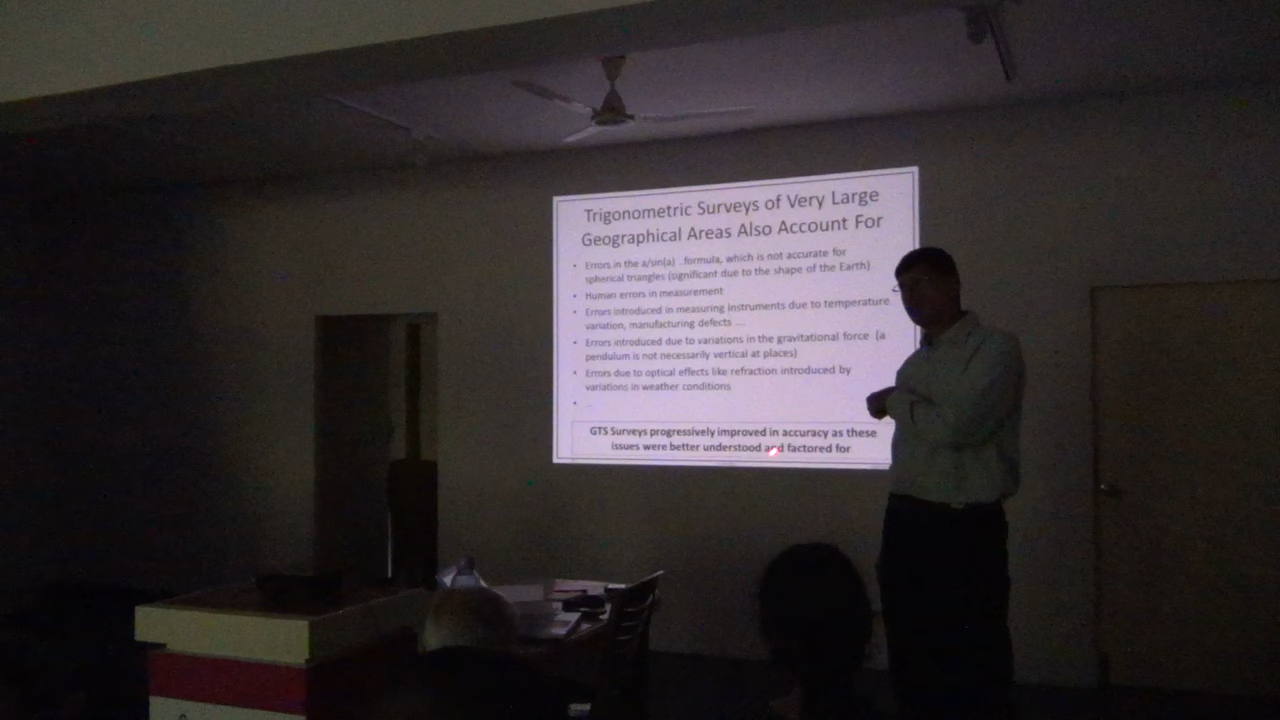 Trigonometric Surveys of Very Large
Geographical Areas Also Account For
• Errors in the a/sin(a) ..formula, which is not accurate for
spherical triangles (significant due to the shape of the Earth)
• Human errors in measurement
• Errors introduced in measuring instruments due to temperature
variation, manufacturing defects ....
• Errors introduced due to variations in the gravitational force (a
pendulum is not necessarily vertical at places)
• Errors due to optical effects like refraction introduced by
variations in weather conditions
• ...
GTS Surveys progressively improved in accuracy as these
issues were better understood and factored for